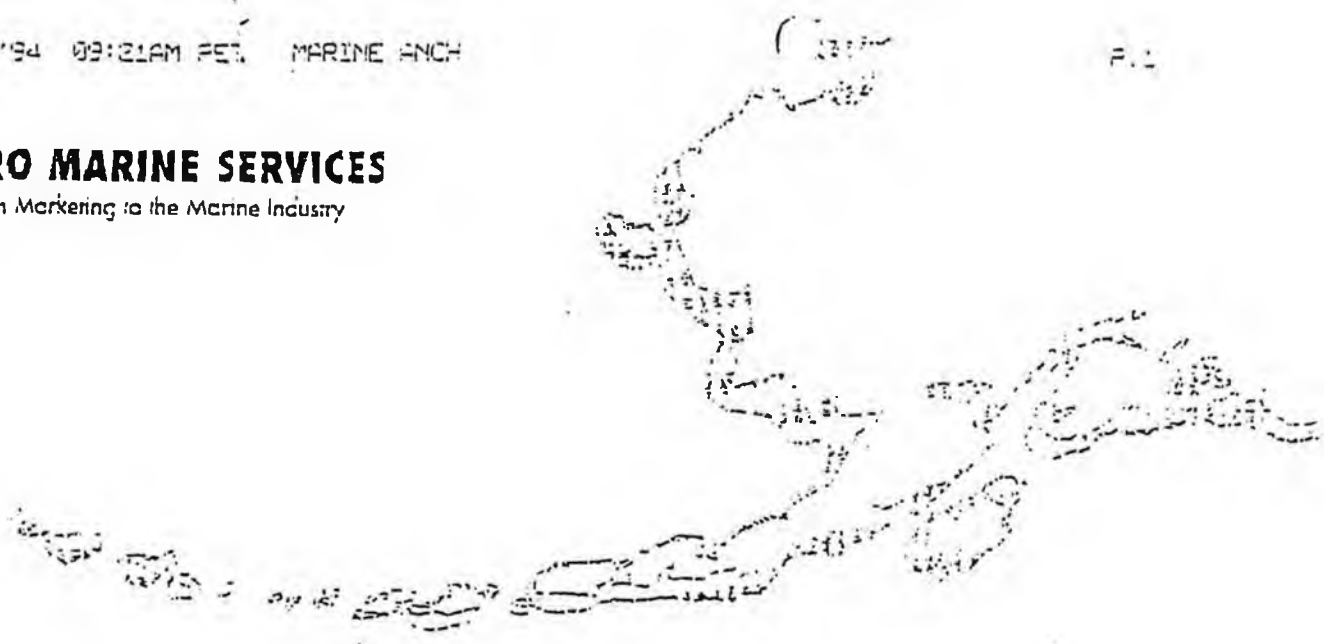 '94 09:21AM PET. MARINE ANCH P.1
RO MARINE SERVICES
Marketing to the Marine Industry